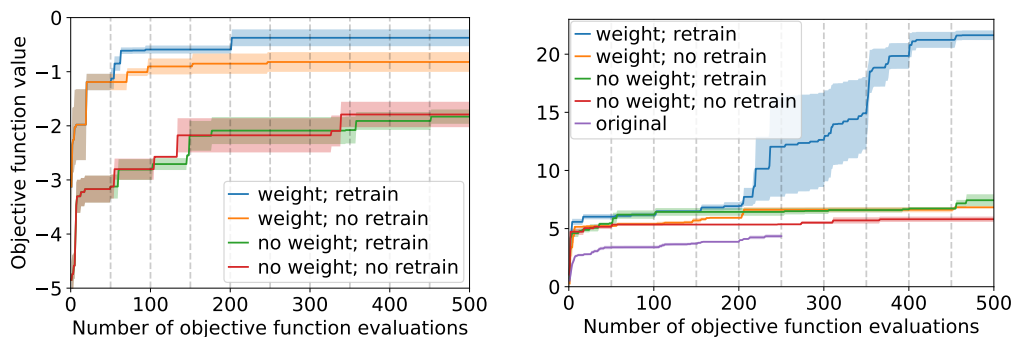 Objective function value
0
−1
−2
−3
−4
−5
weight; retrain
weight; no retrain
no weight; retrain
no weight; no retrain
0 100 200 300 400 500
Number of objective function evaluations
20
15
10
5
0
weight; retrain
weight; no retrain
no weight; retrain
no weight; no retrain
original
0 100 200 300 400 500
Number of objective function evaluations